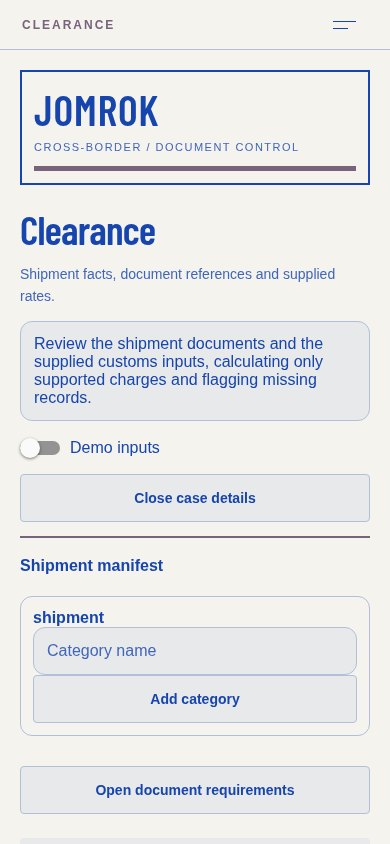 CLEARANCE
JOMROK
CROSS-BORDER / DOCUMENT CONTROL
Clearance
Shipment facts, document references and supplied
rates.
Review the shipment documents and the
supplied customs inputs, calculating only
supported charges and flagging missing
records.
Demo inputs
Close case details
Shipment manifest
shipment
Category name
Add category
Open document requirements